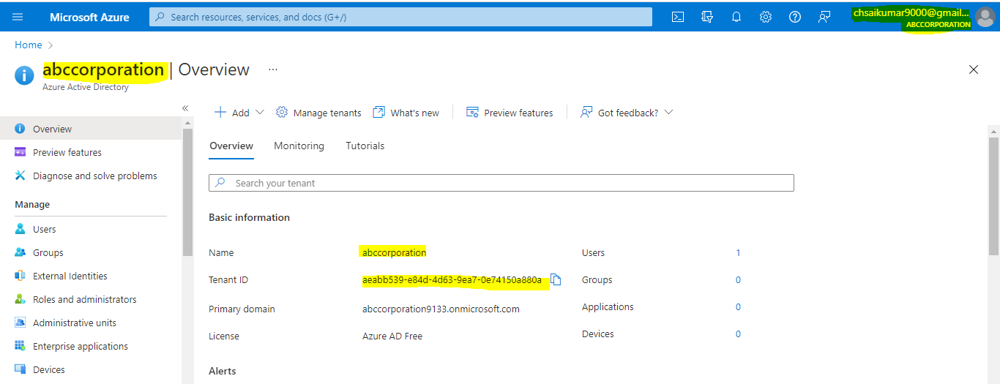 Microsoft Azure
Search resources, services, and docs (G+/)
chsaikumar9000@gmail...
ABCCORPORATION
Home >
abccorporation | Overview ...
Azure Active Directory
«
Add
Manage tenants
What's new
Preview features
Got feedback?
Overview
Preview features
Diagnose and solve problems
Manage
Users
Groups
External Identities
Roles and administrators
Administrative units
Enterprise applications
Devices
Overview Monitoring Tutorials
Search your tenant
Basic information
Name abccorporation Users 1
Tenant ID aeabb539-e84d-4d63-9ea7-0e74150a880a Groups 0
Primary domain abccorporation9133.onmicrosoft.com Applications 0
License Azure AD Free Devices 0
Alerts